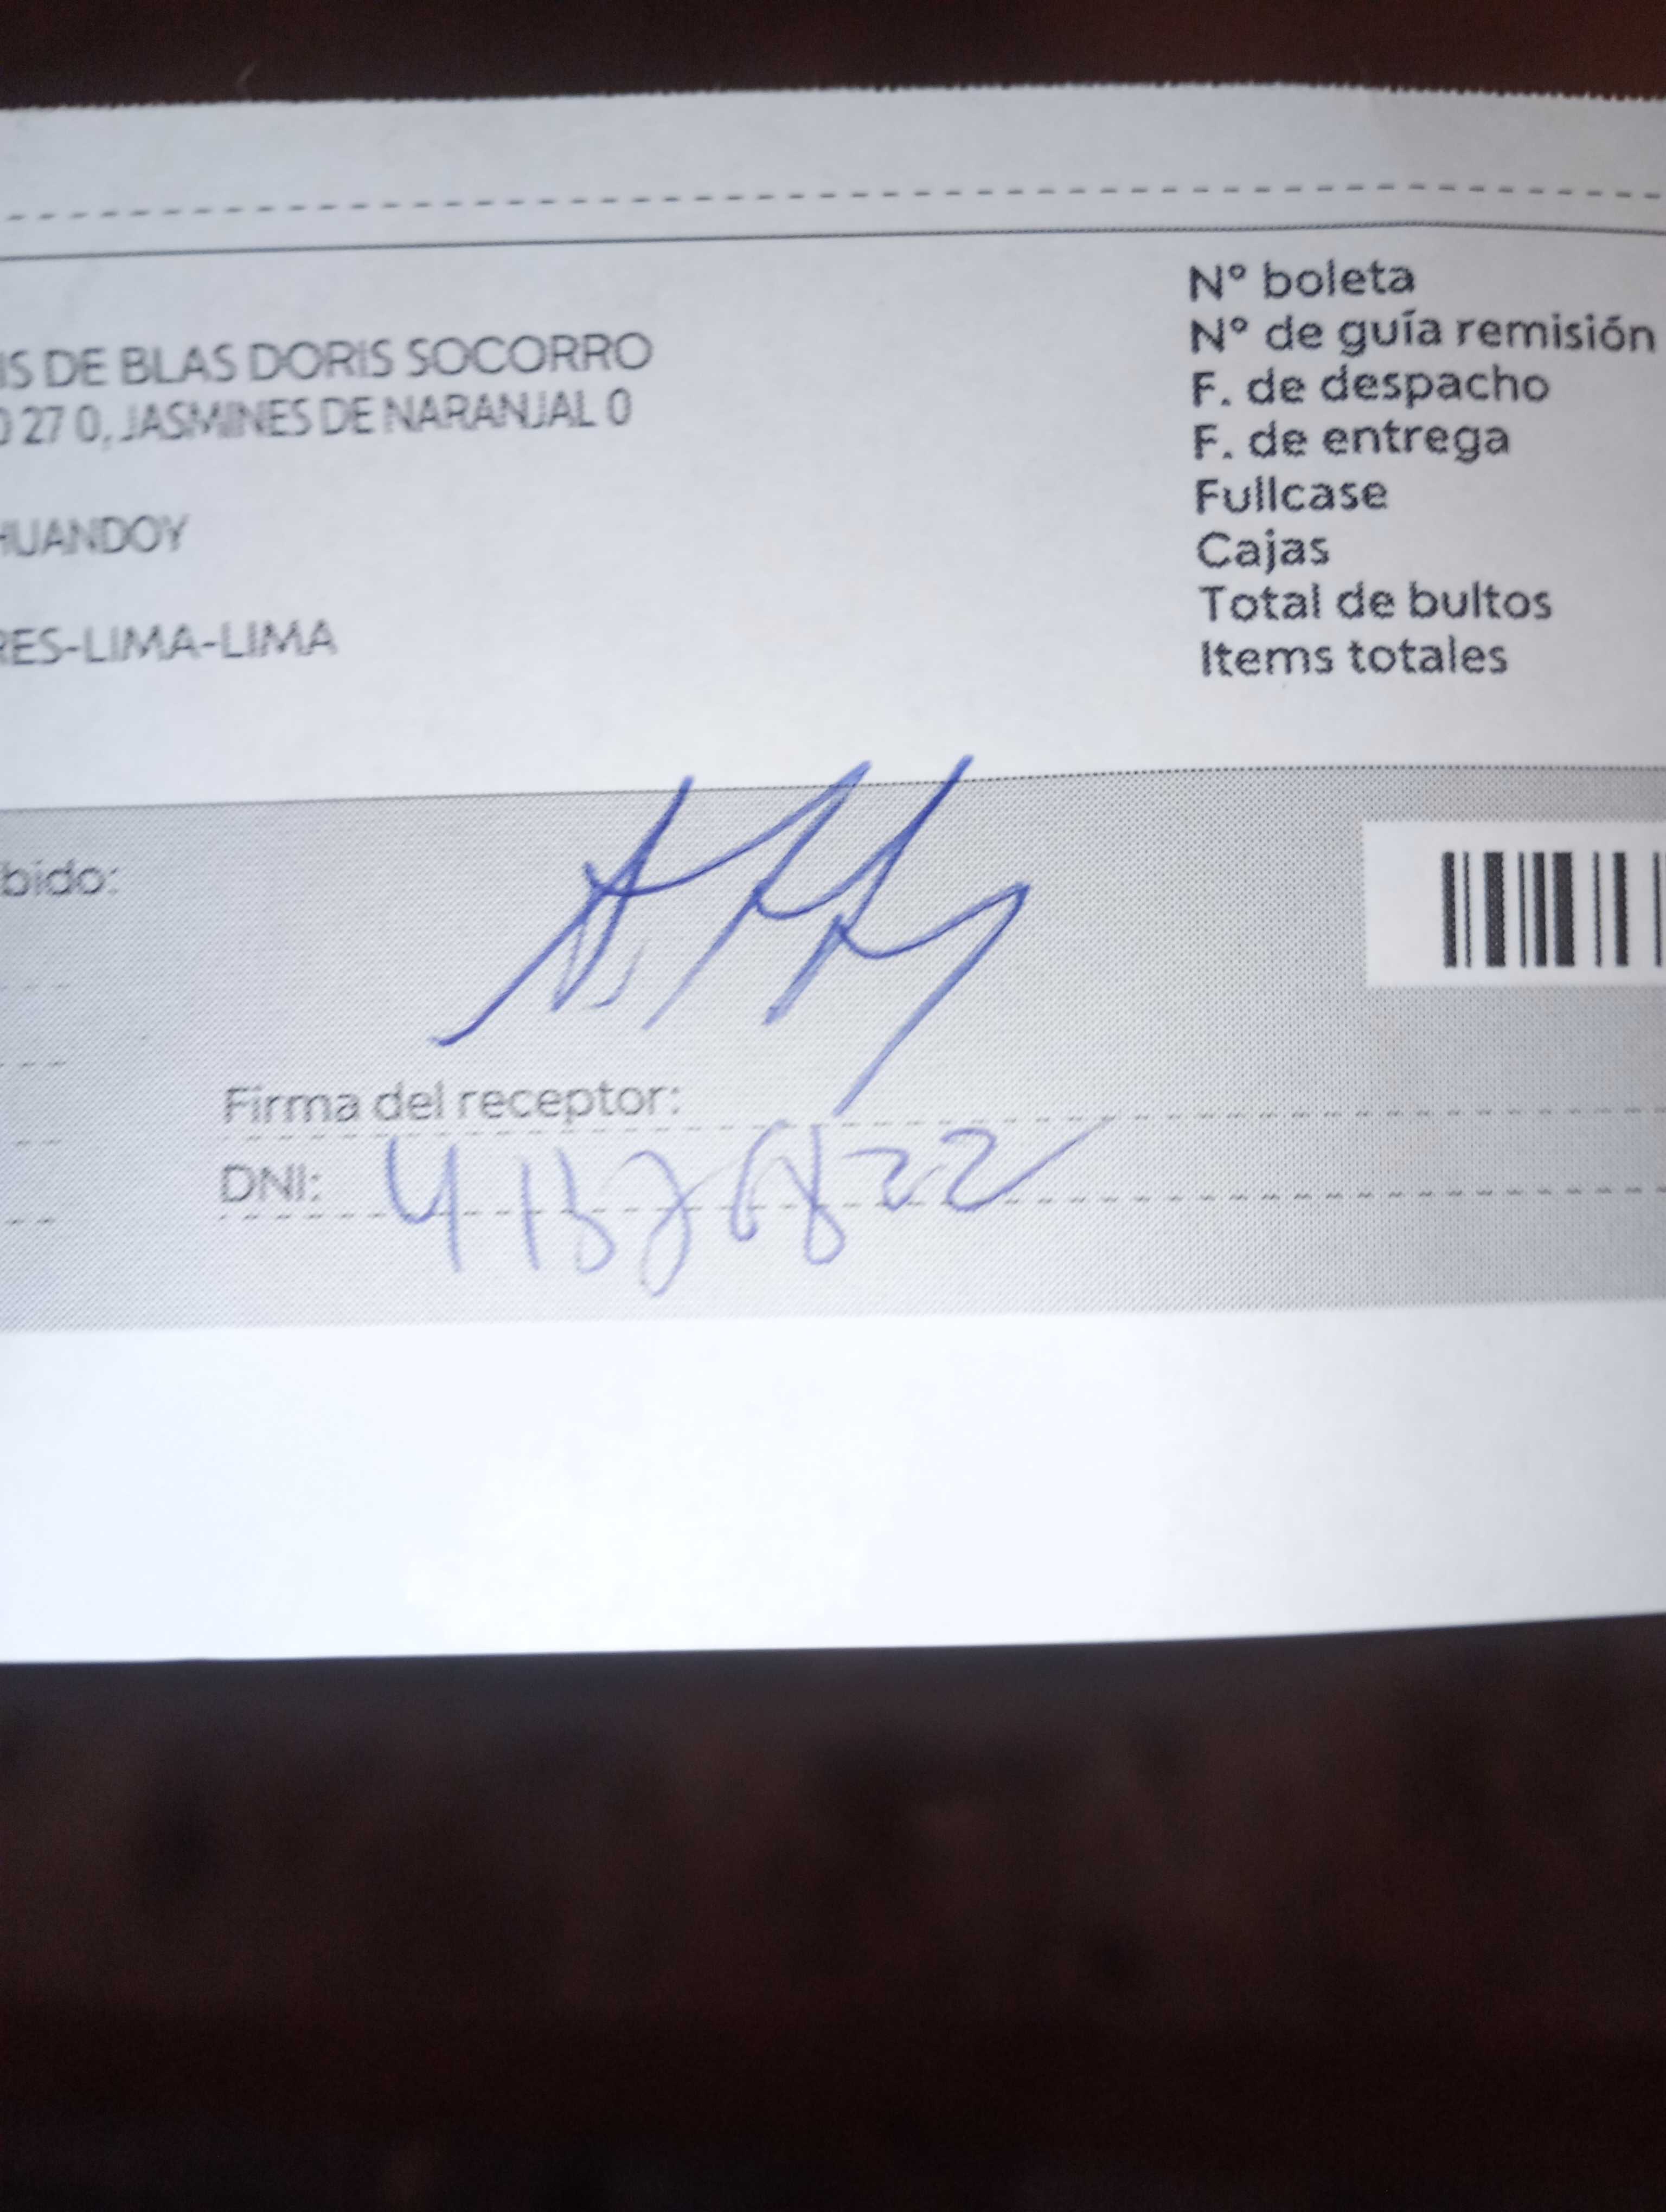 IS DE BLAS DORIS SOCORRO
27 0, JASMINES DE NARANJAL 0
HUANDOY
RES-LIMA-LIMA
N° boleta
N° de guía remisión
F. de despacho
F. de entrega
Fullcase
Cajas
Total de bultos
Items totales
bido:
Firma del receptor:
DNI: